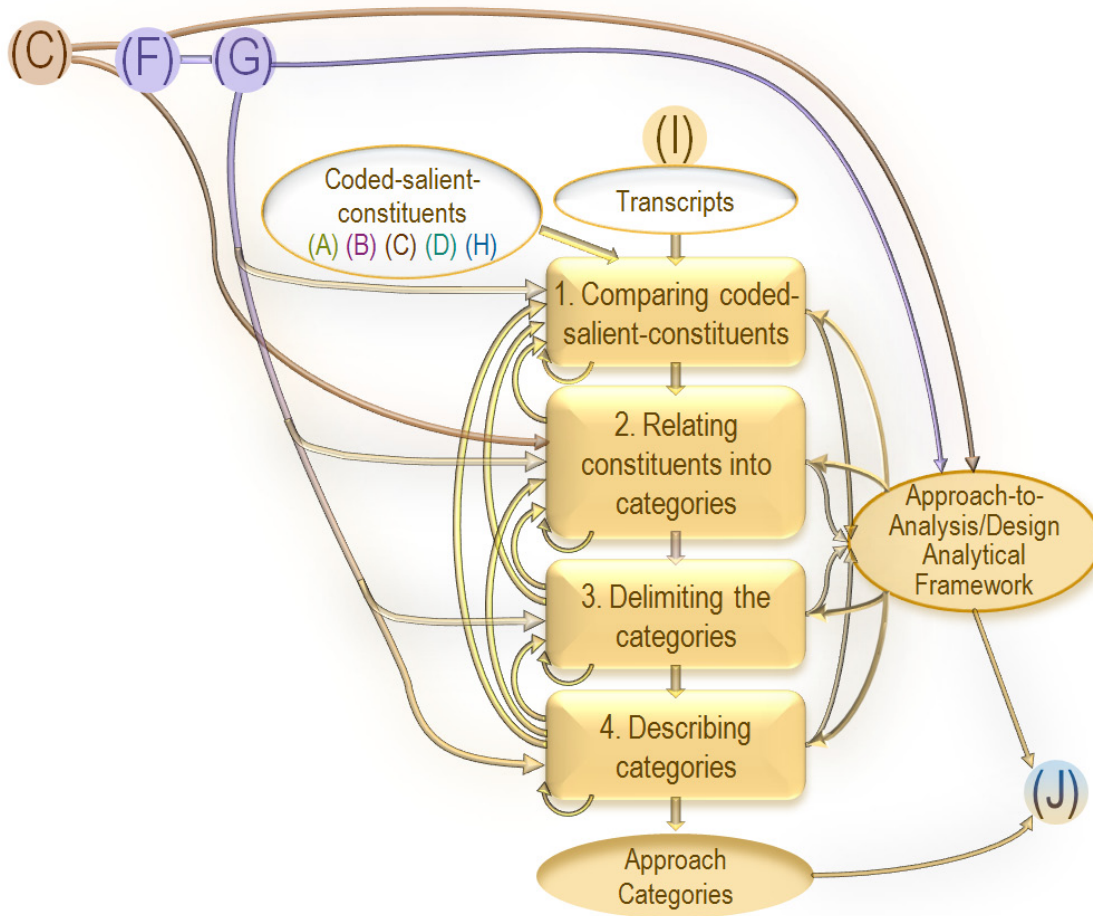 (C)
(F)
(G)
(I)
Coded-salient-
constituents
(A) (B) (C) (D) (H)
Transcripts
1. Comparing coded-
salient-constituents
2. Relating
constituents into
categories
Approach-to-
Analysis/Design
Analytical
Framework
3. Delimiting the
categories
4. Describing
categories
(J)
Approach
Categories